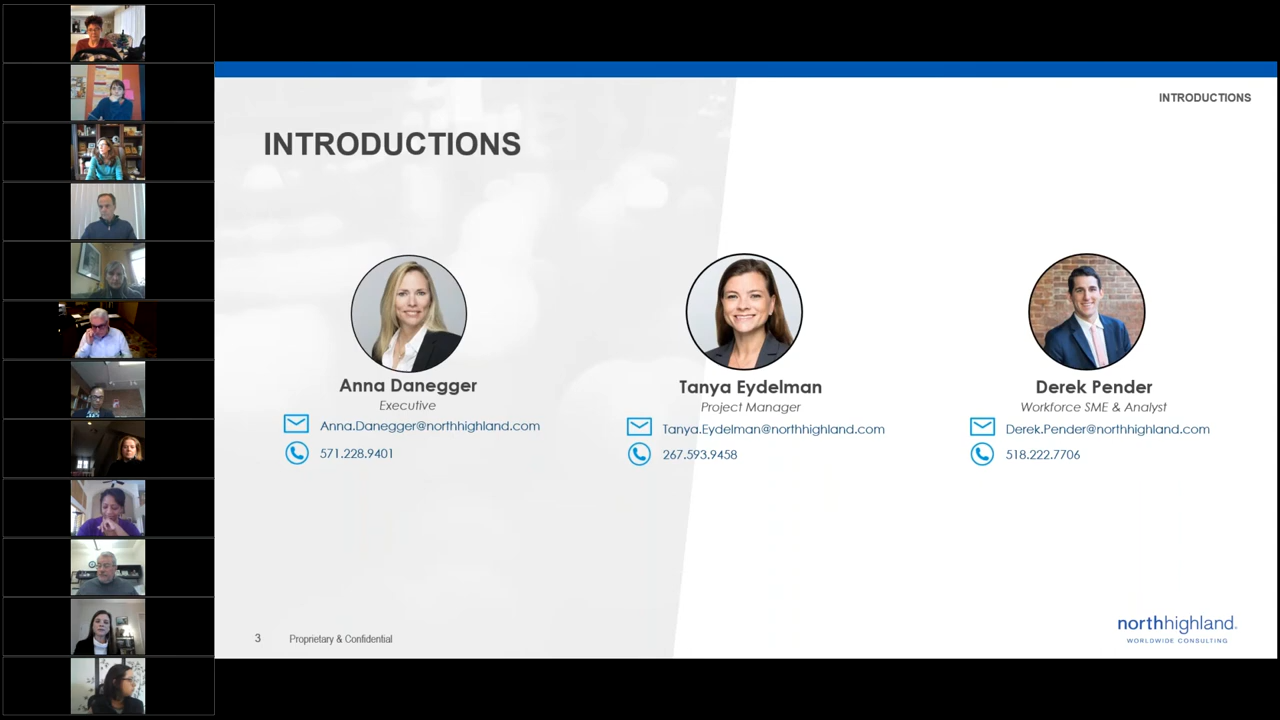 INTRODUCTIONS
INTRODUCTIONS
Anna Danegger
Executive
Anna.Danegger@northhighland.com
571.228.9401
Tanya Eydelman
Project Manager
Tanya.Eydelman@northhighland.com
267.593.9458
Derek Pender
Workforce SME & Analyst
Derek.Pender@northhighland.com
518.222.7706
3 Proprietary & Confidential
northhighland.
WORLDWIDE CONSULTING